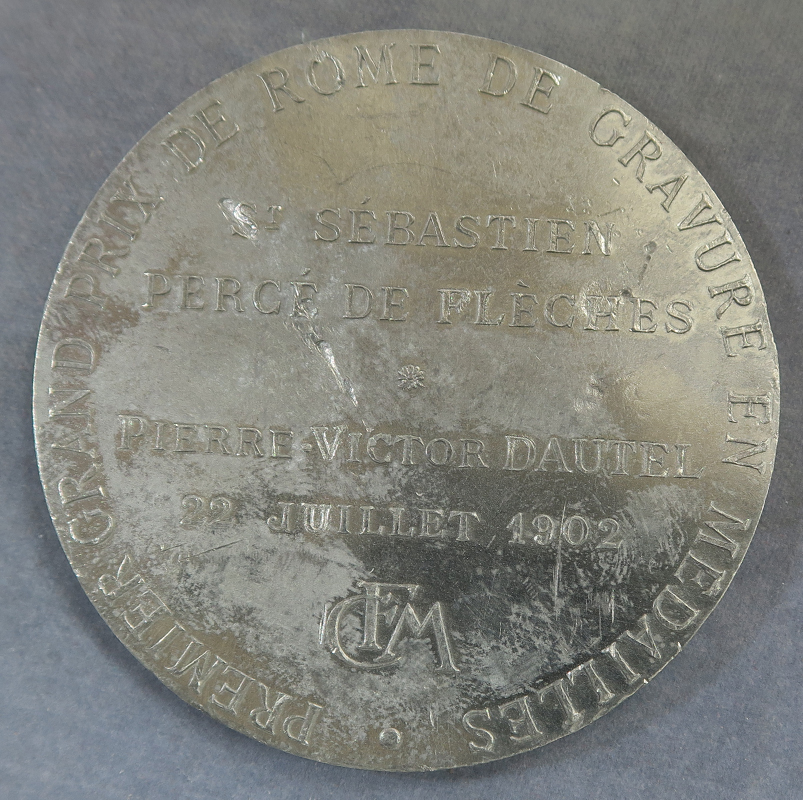 PREMIER GRAND PRIX DE ROME DE GRAVURE EN MEDAILLES •
ST SÉBASTIEN
PERCÉ DE FLÈCHES
PIERRE-VICTOR DAUTEL
22 JUILLET 1902
CFM